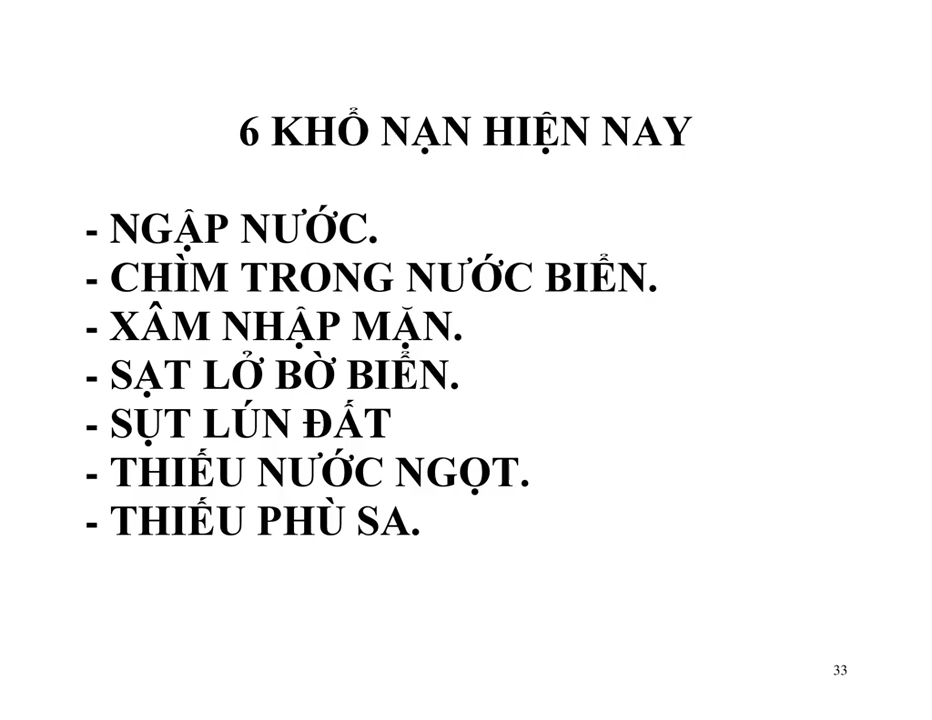 6 KHỔ NẠN HIỆN NAY
- NGẬP NƯỚC.
- CHÌM TRONG NƯỚC BIỂN.
- XÂM NHẬP MẶN.
- SẠT LỞ BỜ BIỂN.
- SỤT LÚN ĐẤT
- THIẾU NƯỚC NGỌT.
- THIẾU PHÙ SA.
33